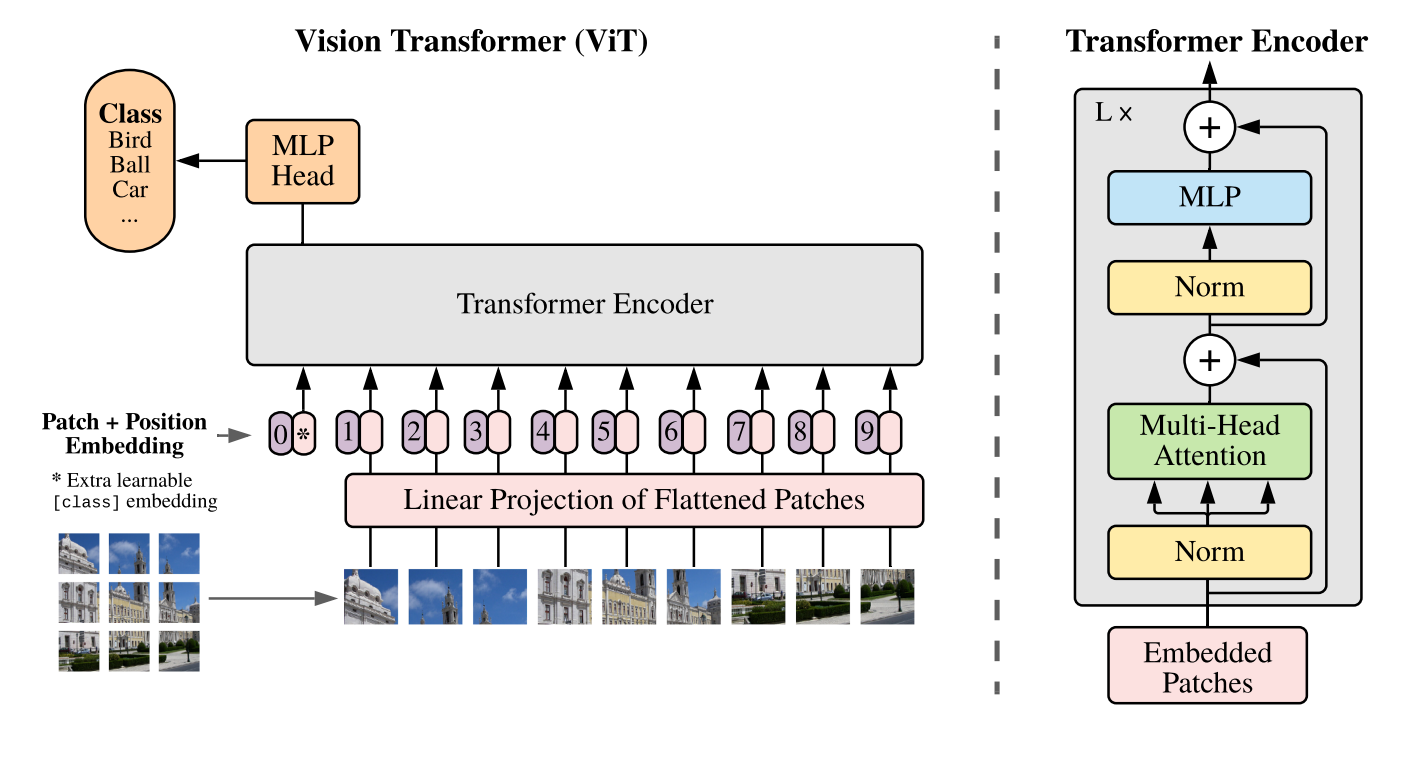 Vision Transformer (ViT)
Class
Bird
Ball
Car
...
MLP
Head
Transformer Encoder
Patch + Position
Embedding
* Extra learnable
[class] embedding
0 * 1 2 3 4 5 6 7 8 9
Linear Projection of Flattened Patches
Transformer Encoder
L x
+
MLP
Norm
+
Multi-Head
Attention
Norm
Embedded
Patches